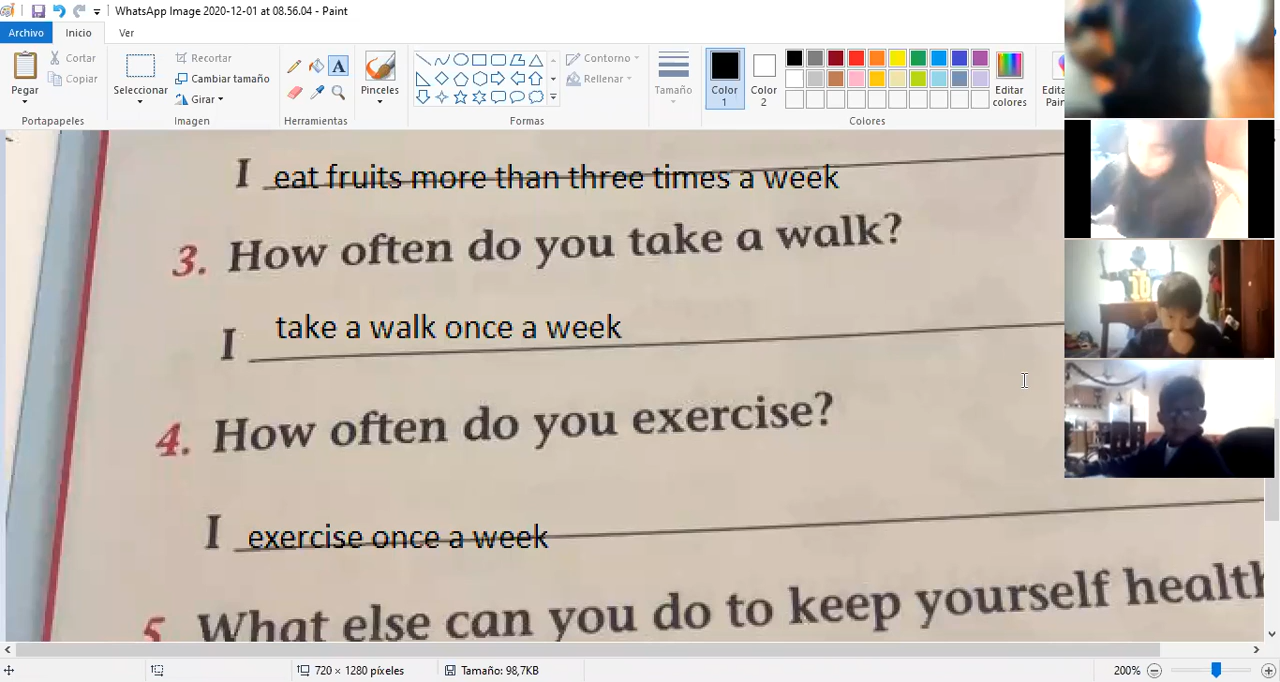 WhatsApp Image 2020-12-01 at 08.56.04 - Paint
Archivo Inicio Ver
Pegar
Cortar
Copiar
Portapapeles
Seleccionar
Recortar
Cambiar tamaño
Girar
Imagen
A
Herramientas
Pinceles
Contorno
Rellenar
Formas
Tamaño
Color 1
Color 2
Editar colores
Colores
I eat fruits more than three times a week
3. How often do you take a walk?
I take a walk once a week
4. How often do you exercise?
I exercise once a week
5 What else can you do to keep yourself health
720 × 1280 píxeles
Tamaño: 98,7KB
200%